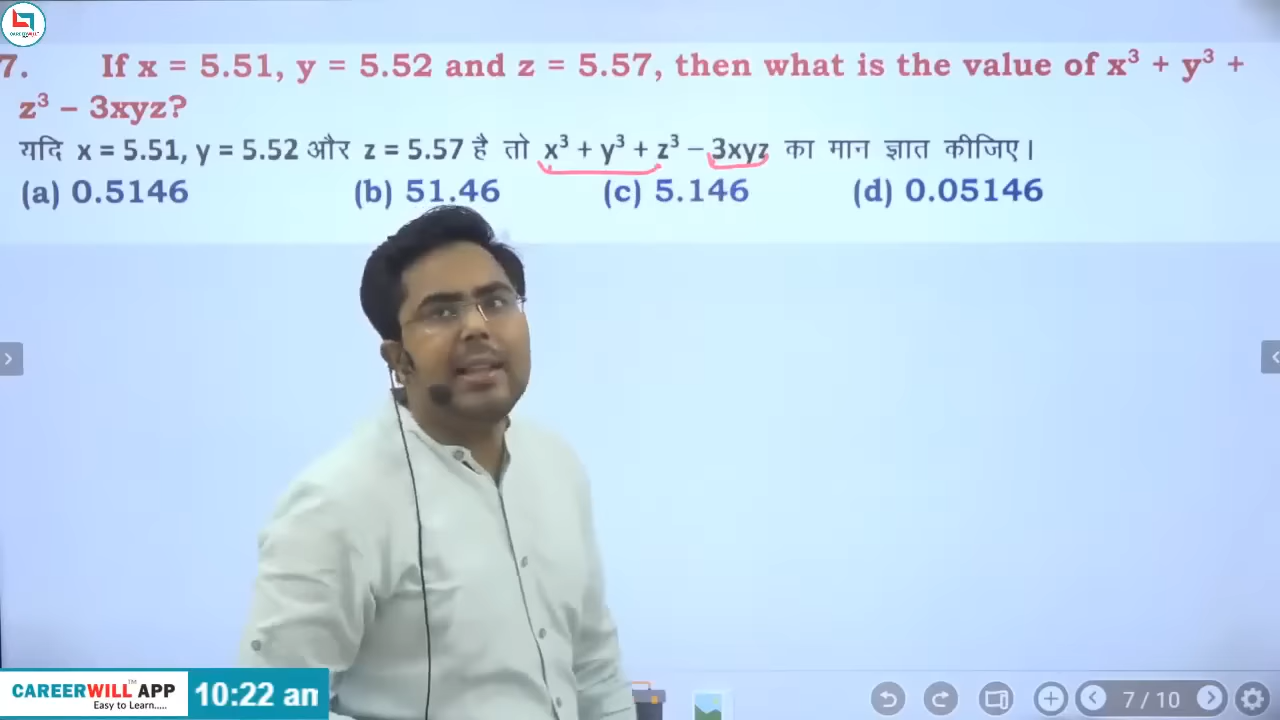 CAREERWILL
7. If x = 5.51, y = 5.52 and z = 5.57, then what is the value of x³ + y³ +
z³ – 3xyz?
यदि x = 5.51, y = 5.52 और z = 5.57 है तो x³ + y³ + z³ – 3xyz का मान ज्ञात कीजिए।
(a) 0.5146 (b) 51.46 (c) 5.146 (d) 0.05146
CAREERWILL™ APP
Easy to Learn.....
10:22 an
7 / 10